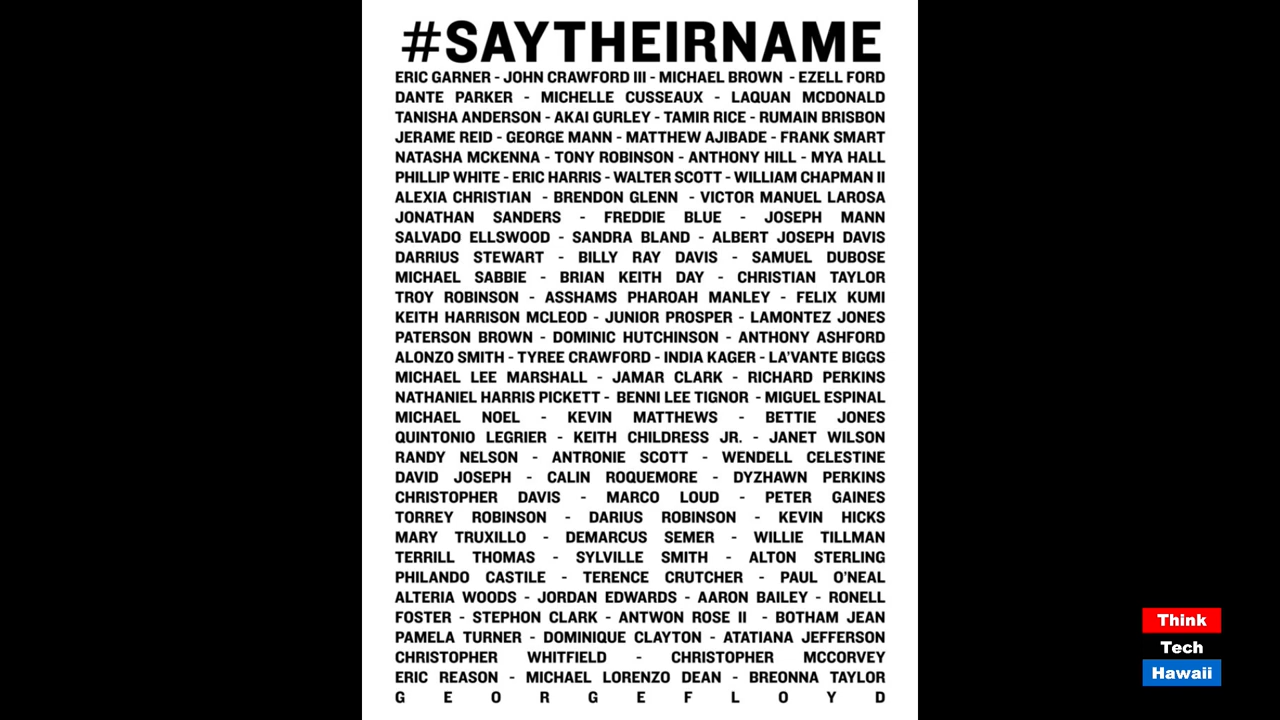 #SAYTHEIRNAME
ERIC GARNER - JOHN CRAWFORD III - MICHAEL BROWN - EZELL FORD
DANTE PARKER - MICHELLE CUSSEAUX - LAQUAN MCDONALD
TANISHA ANDERSON - AKAI GURLEY - TAMIR RICE - RUMAIN BRISBON
JERAME REID - GEORGE MANN - MATTHEW AJIBADE - FRANK SMART
NATASHA MCKENNA - TONY ROBINSON - ANTHONY HILL - MYA HALL
PHILLIP WHITE - ERIC HARRIS - WALTER SCOTT - WILLIAM CHAPMAN II
ALEXIA CHRISTIAN - BRENDON GLENN - VICTOR MANUEL LAROSA
JONATHAN SANDERS - FREDDIE BLUE - JOSEPH MANN
SALVADO ELLSWOOD - SANDRA BLAND - ALBERT JOSEPH DAVIS
DARRIUS STEWART - BILLY RAY DAVIS - SAMUEL DUBOSE
MICHAEL SABBIE - BRIAN KEITH DAY - CHRISTIAN TAYLOR
TROY ROBINSON - ASSHAMS PHAROAH MANLEY - FELIX KUMI
KEITH HARRISON MCLEOD - JUNIOR PROSPER - LAMONTEZ JONES
PATERSON BROWN - DOMINIC HUTCHINSON - ANTHONY ASHFORD
ALONZO SMITH - TYREE CRAWFORD - INDIA KAGER - LA'VANTE BIGGS
MICHAEL LEE MARSHALL - JAMAR CLARK - RICHARD PERKINS
NATHANIEL HARRIS PICKETT - BENNI LEE TIGNOR - MIGUEL ESPINAL
MICHAEL NOEL - KEVIN MATTHEWS - BETTIE JONES
QUINTONIO LEGRIER - KEITH CHILDRESS JR. - JANET WILSON
RANDY NELSON - ANTRONIE SCOTT - WENDELL CELESTINE
DAVID JOSEPH - CALIN ROQUEMORE - DYZHAWN PERKINS
CHRISTOPHER DAVIS - MARCO LOUD - PETER GAINES
TORREY ROBINSON - DARIUS ROBINSON - KEVIN HICKS
MARY TRUXILLO - DEMARCUS SEMER - WILLIE TILLMAN
TERRILL THOMAS - SYLVILLE SMITH - ALTON STERLING
PHILANDO CASTILE - TERENCE CRUTCHER - PAUL O'NEAL
ALTERIA WOODS - JORDAN EDWARDS - AARON BAILEY - RONELL
FOSTER - STEPHON CLARK - ANTWON ROSE II - BOTHAM JEAN
PAMELA TURNER - DOMINIQUE CLAYTON - ATATIANA JEFFERSON
CHRISTOPHER WHITFIELD - CHRISTOPHER MCCORVEY
ERIC REASON - MICHAEL LORENZO DEAN - BREONNA TAYLOR
G E O R G E F L O Y D
Think
Tech
Hawaii